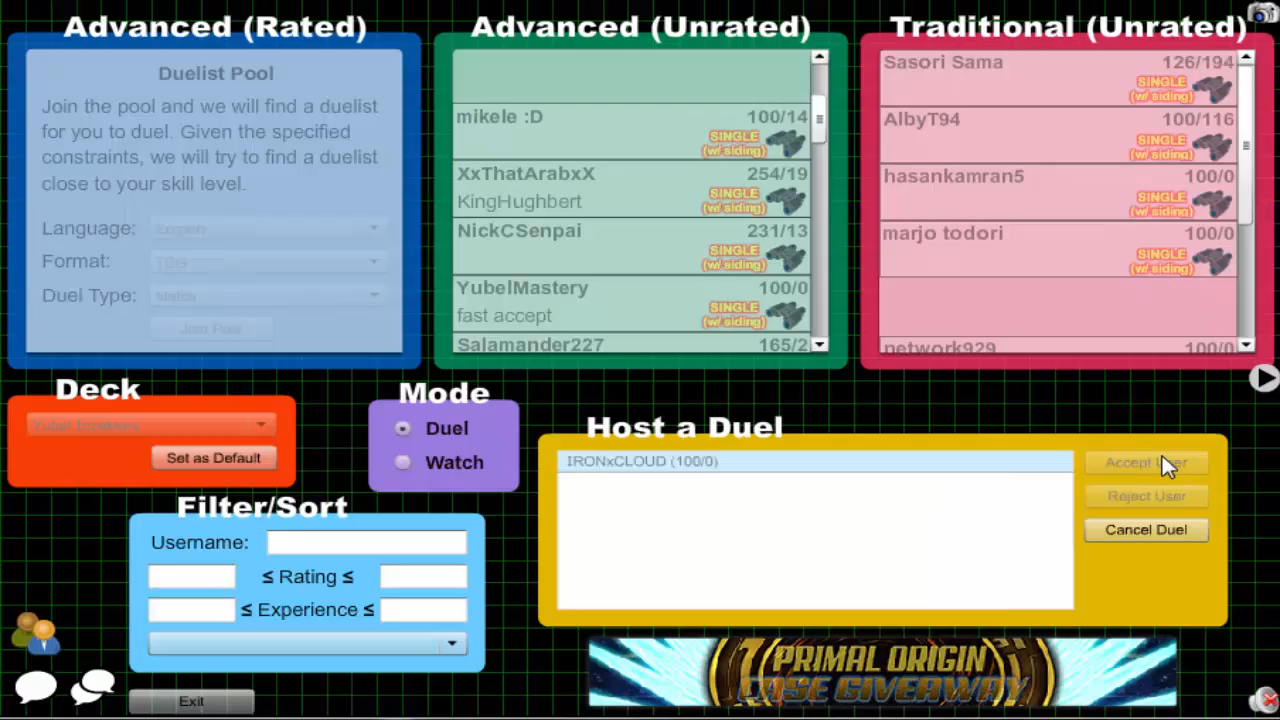 Advanced (Rated)
Duelist Pool
Join the pool and we will find a duelist
for you to duel. Given the specified
constraints, we will try to find a duelist
close to your skill level.
Language: English
Format: TCG
Duel Type: Match
Join Pool
Advanced (Unrated)
mikele :D 100/14
SINGLE
(w/ siding)
XxThatArabxX 254/19
KingHughbert
SINGLE
(w/ siding)
NickCSenpai 231/13
SINGLE
(w/ siding)
YubelMastery 100/0
fast accept
SINGLE
(w/ siding)
Salamander227 165/2
Traditional (Unrated)
Sasori Sama 126/194
SINGLE
(w/ siding)
AlbyT94 100/116
SINGLE
(w/ siding)
hasankamran5 100/0
SINGLE
(w/ siding)
marjo todori 100/0
SINGLE
(w/ siding)
network929 100/0
Deck
Yubel
Set as Default
Mode
Duel
Watch
Host a Duel
IRONxCLOUD (100/0)
Accept User
Reject User
Cancel Duel
Filter/Sort
Username:
≤ Rating ≤
≤ Experience ≤
Exit
PRIMAL ORIGIN
CASE GIVEAWAY